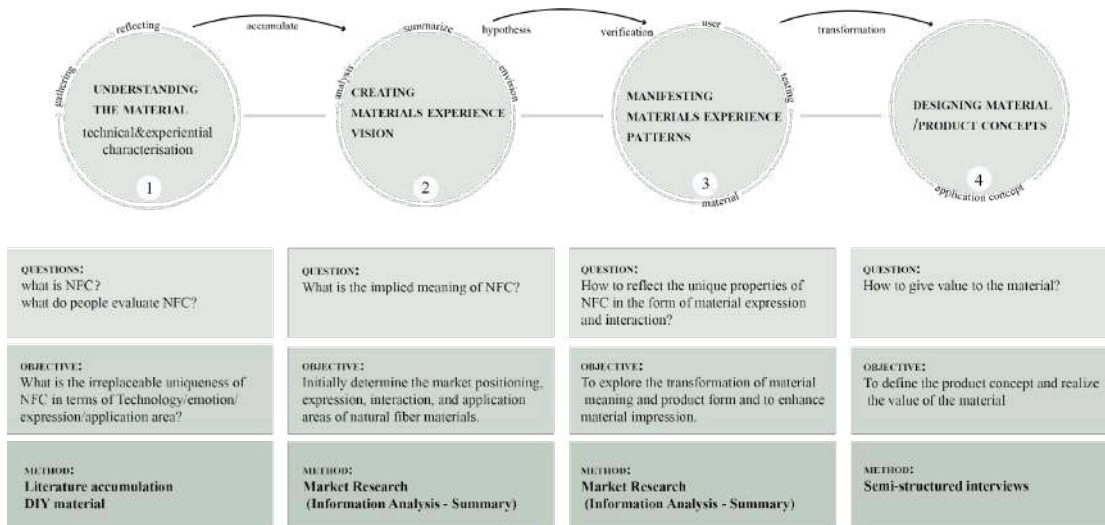 reflecting
gathering
UNDERSTANDING
THE MATERIAL
technical&experiential
characterisation
1
accumulate
summarize
analysis
envision
CREATING
MATERIALS EXPERIENCE
VISION
2
hypothesis
verification
user
testing
material
MANIFESTING
MATERIALS EXPERIENCE
PATTERNS
3
transformation
DESIGNING MATERIAL
/PRODUCT CONCEPTS
4
application concept
QUESTIONS:
what is NFC?
what do people evaluate NFC?
QUESTION:
What is the implied meaning of NFC?
QUESTION:
How to reflect the unique properties of
NFC in the form of material expression
and interaction?
QUESTION:
How to give value to the material?
OBJECTIVE:
What is the irreplaceable uniqueness of
NFC in terms of Technology/emotion/
expression/application area?
OBJECTIVE:
Initially determine the market positioning,
expression, interaction, and application
areas of natural fiber materials.
OBJECTIVE:
To explore the transformation of material
meaning and product form and to enhance
material impression.
OBJECTIVE:
To define the product concept and realize
the value of the material
METHOD:
Literature accumulation
DIY material
METHOD:
Market Research
(Information Analysis - Summary)
METHOD:
Market Research
(Information Analysis - Summary)
METHOD:
Semi-structured interviews